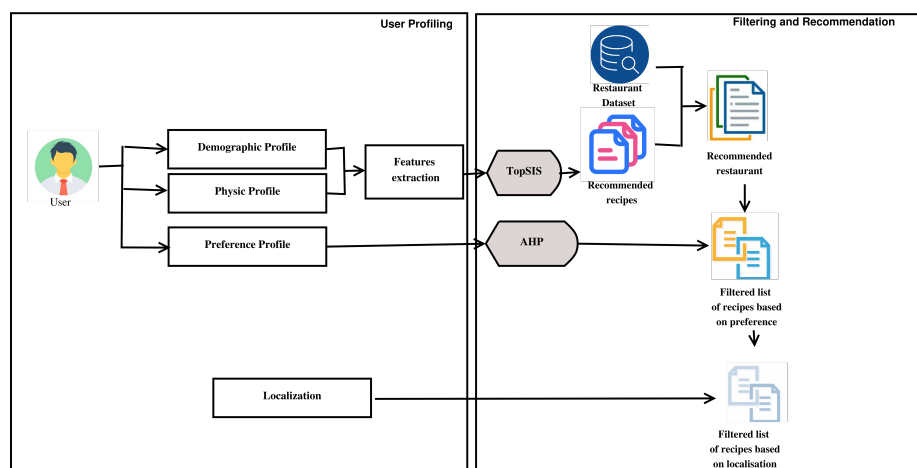 User Profiling
Filtering and Recommendation
Restaurant
Dataset
Demographic Profile
Features
extraction
Physic Profile
User
TopSIS
Recommended
recipes
Recommended
restaurant
Preference Profile
AHP
Filtered list
of recipes based
on preference
Localization
Filtered list
of recipes based
on localisation